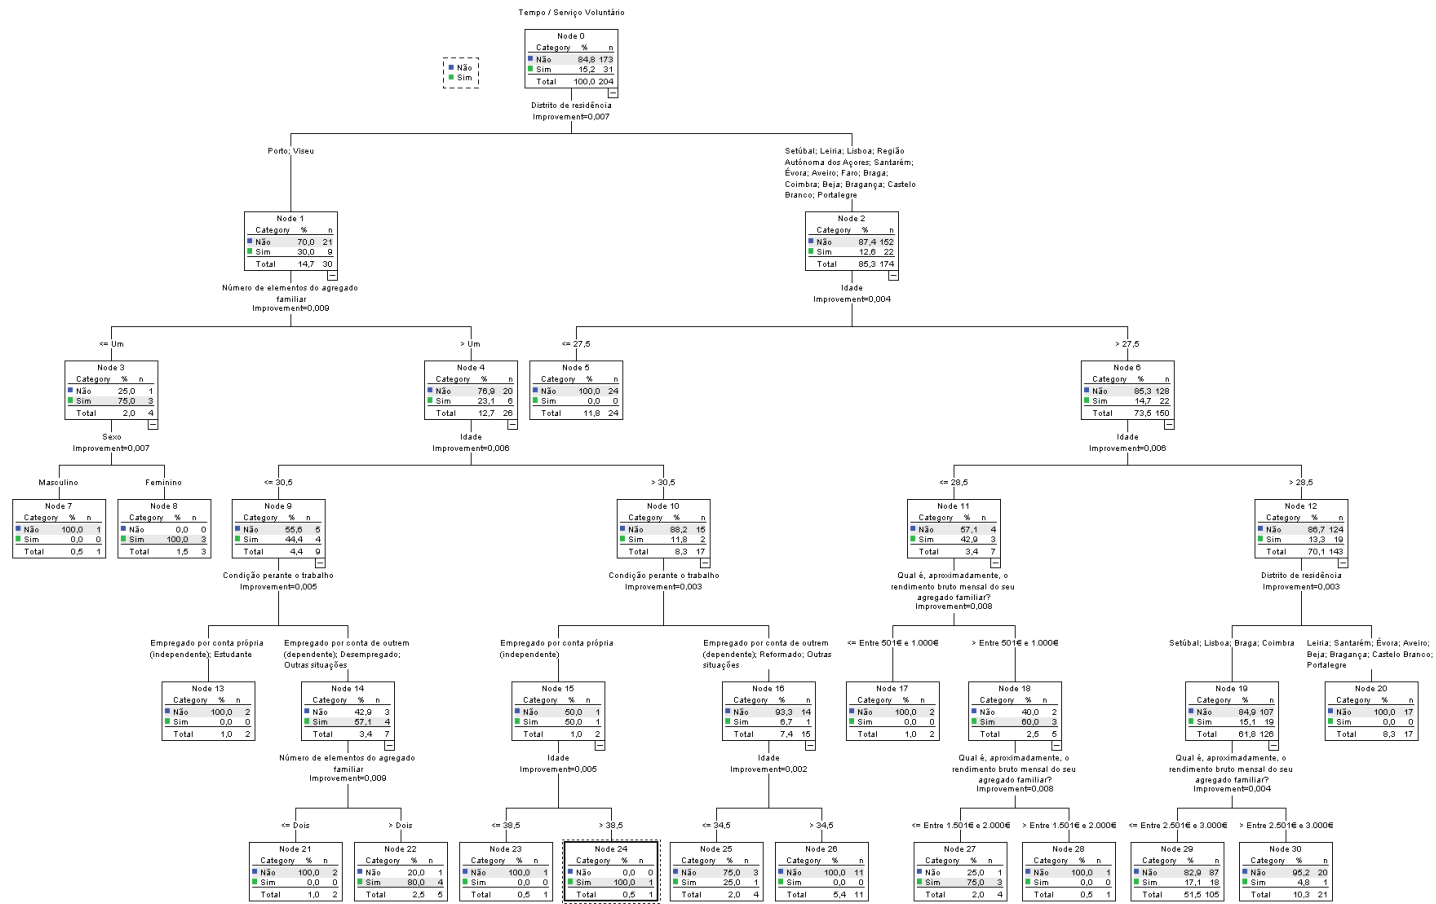 Tempo / Serviço Voluntário
Não
Sim
Node 0
Category % n
Não 84,8 173
Sim 15,2 31
Total 100,0 204
Distrito de residência
Improvement=0,007
Porto; Viseu
Setúbal; Leiria; Lisboa; Região
Autónoma dos Açores; Santarém;
Évora; Aveiro; Faro; Braga;
Coimbra; Beja; Bragança; Castelo
Branco; Portalegre
Node 1
Category % n
Não 70,0 21
Sim 30,0 9
Total 14,7 30
Número de elementos do agregado
familiar
Improvement=0,009
Node 2
Category % n
Não 87,4 152
Sim 12,6 22
Total 85,3 174
Idade
Improvement=0,004
<= Um
> Um
<= 27,5
> 27,5
Node 3
Category % n
Não 25,0 1
Sim 75,0 3
Total 2,0 4
Sexo
Improvement=0,007
Node 4
Category % n
Não 76,9 20
Sim 23,1 6
Total 12,7 26
Idade
Improvement=0,006
Node 5
Category % n
Não 100,0 24
Sim 0,0 0
Total 11,8 24
Node 6
Category % n
Não 85,3 128
Sim 14,7 22
Total 73,5 150
Idade
Improvement=0,006
Masculino
Feminino
<= 30,5
> 30,5
<= 28,5
> 28,5
Node 7
Category % n
Não 100,0 1
Sim 0,0 0
Total 0,5 1
Node 8
Category % n
Não 0,0 0
Sim 100,0 3
Total 1,5 3
Node 9
Category % n
Não 55,6 5
Sim 44,4 4
Total 4,4 9
Condição perante o trabalho
Improvement=0,005
Node 10
Category % n
Não 88,2 15
Sim 11,8 2
Total 8,3 17
Condição perante o trabalho
Improvement=0,003
Node 11
Category % n
Não 57,1 4
Sim 42,9 3
Total 3,4 7
Qual é, aproximadamente, o
rendimento bruto mensal do seu
agregado familiar?
Improvement=0,008
Node 12
Category % n
Não 86,7 124
Sim 13,3 19
Total 70,1 143
Distrito de residência
Improvement=0,003
Empregado por conta própria
(independente); Estudante
Empregado por conta de outrem
(dependente); Desempregado;
Outras situações
Empregado por conta própria
(independente)
Empregado por conta de outrem
(dependente); Reformado; Outras
situações
<= Entre 501€ e 1.000€
> Entre 501€ e 1.000€
Setúbal; Lisboa; Braga; Coimbra
Leiria; Santarém; Évora; Aveiro;
Beja; Bragança; Castelo Branco;
Portalegre
Node 13
Category % n
Não 100,0 2
Sim 0,0 0
Total 1,0 2
Node 14
Category % n
Não 42,9 3
Sim 57,1 4
Total 3,4 7
Número de elementos do agregado
familiar
Improvement=0,009
Node 15
Category % n
Não 50,0 1
Sim 50,0 1
Total 1,0 2
Idade
Improvement=0,005
Node 16
Category % n
Não 93,3 14
Sim 6,7 1
Total 7,4 15
Idade
Improvement=0,002
Node 17
Category % n
Não 100,0 2
Sim 0,0 0
Total 1,0 2
Node 18
Category % n
Não 40,0 2
Sim 60,0 3
Total 2,5 5
Qual é, aproximadamente, o
rendimento bruto mensal do seu
agregado familiar?
Improvement=0,008
Node 19
Category % n
Não 84,9 107
Sim 15,1 19
Total 61,8 126
Qual é, aproximadamente, o
rendimento bruto mensal do seu
agregado familiar?
Improvement=0,004
Node 20
Category % n
Não 100,0 17
Sim 0,0 0
Total 8,3 17
<= Dois
> Dois
<= 38,5
> 38,5
<= 34,5
> 34,5
<= Entre 1.501€ e 2.000€
> Entre 1.501€ e 2.000€
<= Entre 2.501€ e 3.000€
> Entre 2.501€ e 3.000€
Node 21
Category % n
Não 100,0 2
Sim 0,0 0
Total 1,0 2
Node 22
Category % n
Não 20,0 1
Sim 80,0 4
Total 2,5 5
Node 23
Category % n
Não 100,0 1
Sim 0,0 0
Total 0,5 1
Node 24
Category % n
Não 0,0 0
Sim 100,0 1
Total 0,5 1
Node 25
Category % n
Não 75,0 3
Sim 25,0 1
Total 2,0 4
Node 26
Category % n
Não 100,0 11
Sim 0,0 0
Total 5,4 11
Node 27
Category % n
Não 25,0 1
Sim 75,0 3
Total 2,0 4
Node 28
Category % n
Não 100,0 1
Sim 0,0 0
Total 0,5 1
Node 29
Category % n
Não 82,9 87
Sim 17,1 18
Total 51,5 105
Node 30
Category % n
Não 95,2 20
Sim 4,8 1
Total 10,3 21